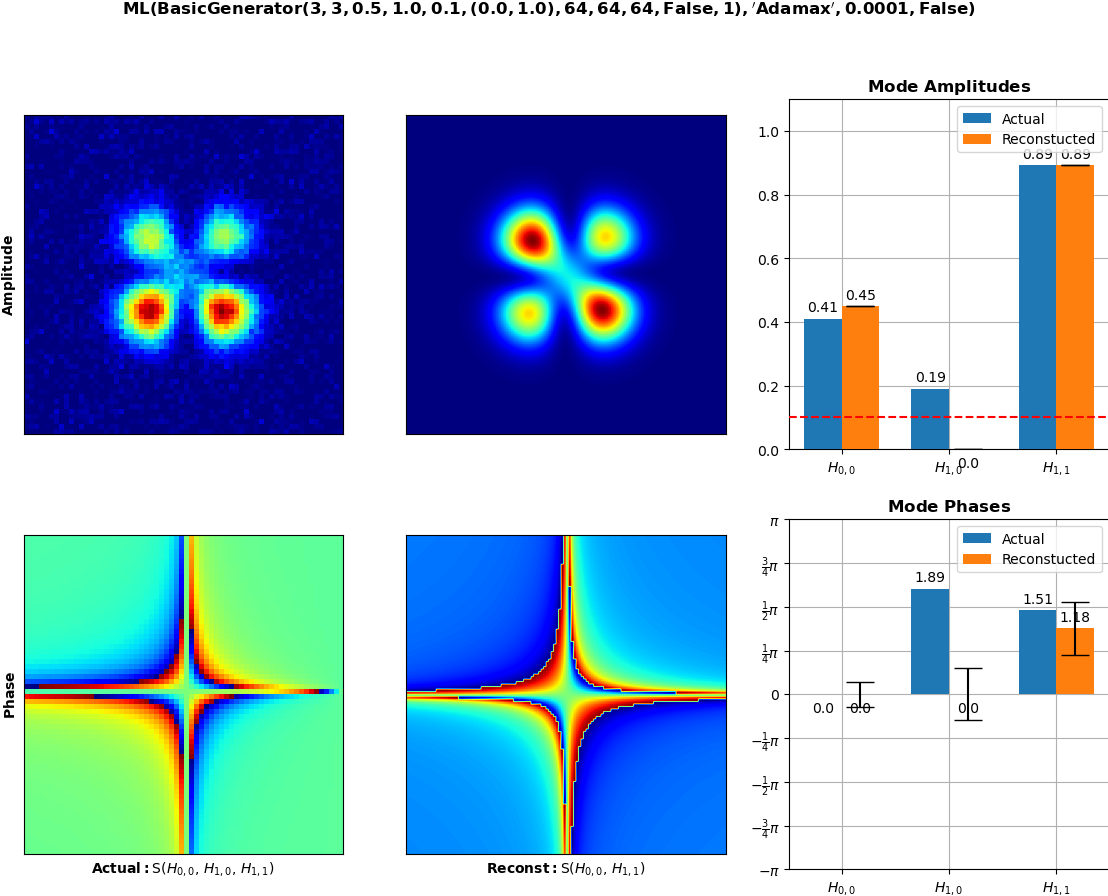 ML(BasicGenerator(3, 3, 0.5, 1.0, 0.1, (0.0, 1.0), 64, 64, 64, False, 1), ′Adamax′, 0.0001, False)
Amplitude
Mode Amplitudes
Actual
Reconstucted
1.0
0.8
0.6
0.4
0.2
0.0
0.41
0.45
0.19
0.0
0.89
0.89
H0,0
H1,0
H1,1
Phase
Actual: S(H0,0, H1,0, H1,1)
Reconst: S(H0,0, H1,1)
Mode Phases
Actual
Reconstucted
π
3/4π
1/2π
1/4π
0
−1/4π
−1/2π
−3/4π
−π
0.0
0.0
1.89
0.0
1.51
1.18
H0,0
H1,0
H1,1